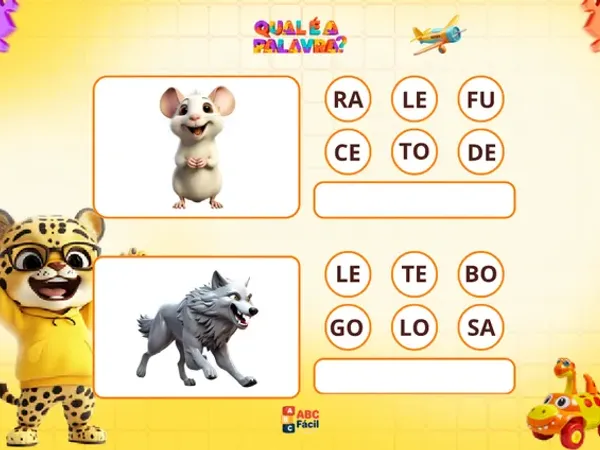 QUAL É A
PALAVRA?
RA LE FU
CE TO DE
LE TE BO
GO LO SA
A
B
C
ABC
Fácil